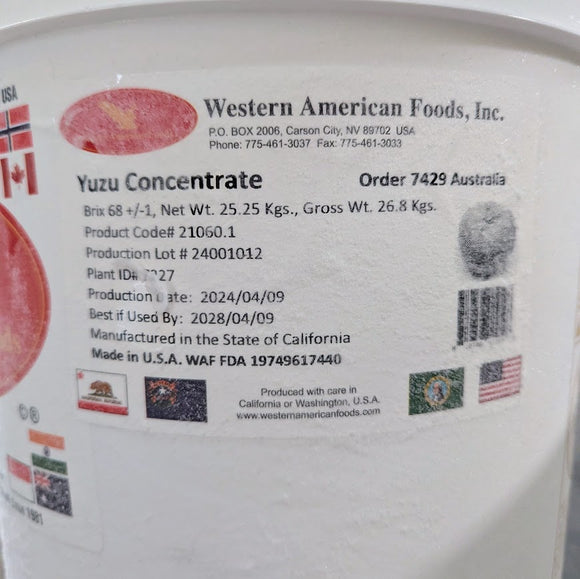 USA
Western American Foods, Inc.
P.O. BOX 2006, Carson City, NV 89702 USA
Phone: 775-461-3037 Fax: 775-461-3033
Yuzu Concentrate
Order 7429 Australia
Brix 68 +/-1, Net Wt. 25.25 Kgs., Gross Wt. 26.8 Kgs.
Product Code# 21060.1
Production Lot # 24001012
Plant ID#
Production Date: 2024/04/09
Best if Used By: 2028/04/09
Manufactured in the State of California
Made in U.S.A. WAF FDA 19749617440
Produced with care in
California or Washington, U.S.A.
www.westernamericanfoods.com
©®
1981